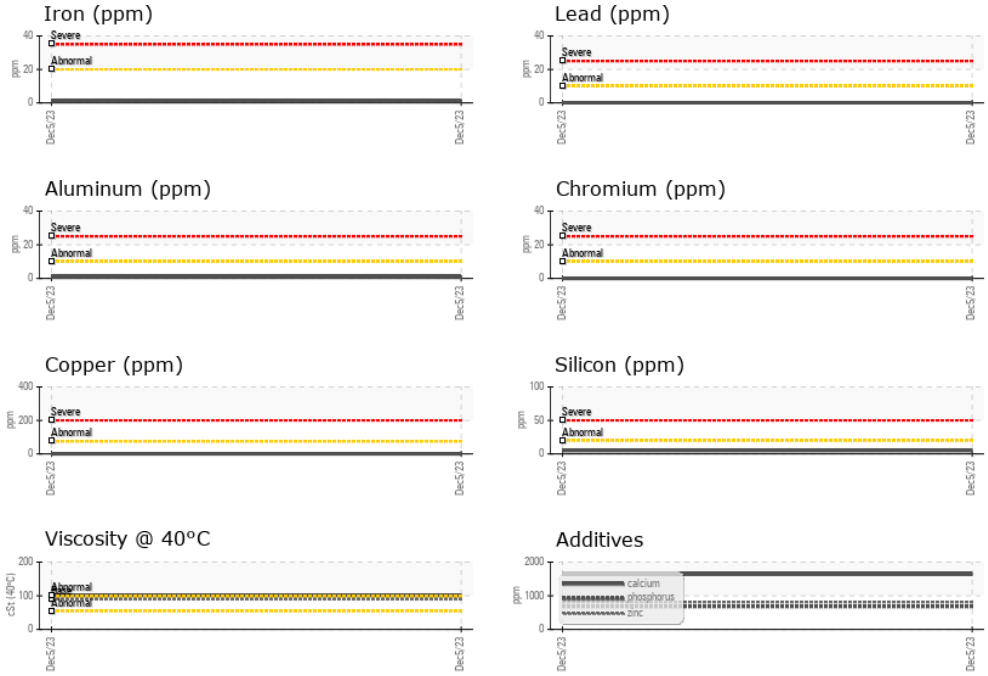 Iron (ppm)
Lead (ppm)
40
20
0
ppm
Severe
Abnormal
Dec5/23
Dec5/23
40
20
0
ppm
Severe
Abnormal
Dec5/23
Dec5/23
Aluminum (ppm)
Chromium (ppm)
40
20
0
ppm
Severe
Abnormal
Dec5/23
Dec5/23
40
20
0
ppm
Severe
Abnormal
Dec5/23
Dec5/23
Copper (ppm)
Silicon (ppm)
400
200
0
ppm
Severe
Abnormal
Dec5/23
Dec5/23
100
50
0
ppm
Severe
Abnormal
Dec5/23
Dec5/23
Viscosity @ 40°C
Additives
200
100
0
cSt (40°C)
Abnormal
Abnormal
Dec5/23
Dec5/23
2000
1000
0
ppm
calcium
phosphorus
zinc
Dec5/23
Dec5/23